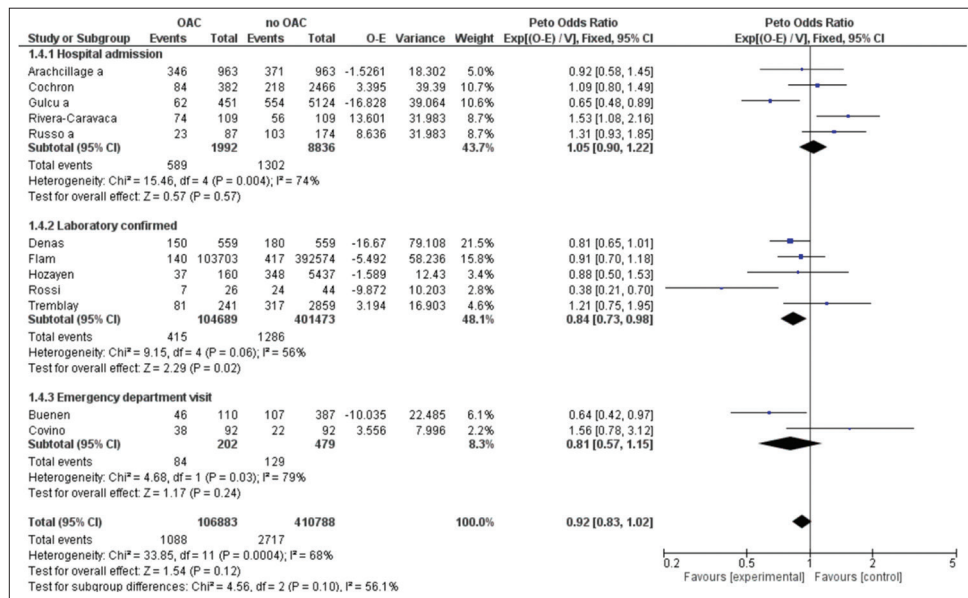 OAC no OAC Peto Odds Ratio Peto Odds Ratio
Study or Subgroup Events Total Events Total O-E Variance Weight Exp[(O-E) / V], Fixed, 95% CI Exp[(O-E) / V], Fixed, 95% CI
1.4.1 Hospital admission
Arachcillage a 346 963 371 963 -1.5261 18.302 5.0% 0.92 [0.58, 1.45]
Cochron 84 382 218 2466 3.395 39.39 10.7% 1.09 [0.80, 1.49]
Gulcu a 62 451 554 5124 -16.828 39.064 10.6% 0.65 [0.48, 0.89]
Rivera-Caravaca 74 109 56 109 13.601 31.983 8.7% 1.53 [1.08, 2.16]
Russo a 23 87 103 174 8.636 31.983 8.7% 1.31 [0.93, 1.85]
Subtotal (95% CI) 1992 8836 43.7% 1.05 [0.90, 1.22]
Total events 589 1302
Heterogeneity: Chi² = 15.46, df = 4 (P = 0.004); I² = 74%
Test for overall effect: Z = 0.57 (P = 0.57)
1.4.2 Laboratory confirmed
Denas 150 559 180 559 -16.67 79.108 21.5% 0.81 [0.65, 1.01]
Flam 140 103703 417 392574 -5.492 58.236 15.8% 0.91 [0.70, 1.18]
Hozayen 37 160 348 5437 -1.589 12.43 3.4% 0.88 [0.50, 1.53]
Rossi 7 26 24 44 -9.872 10.203 2.8% 0.38 [0.21, 0.70]
Tremblay 81 241 317 2859 3.194 16.903 4.6% 1.21 [0.75, 1.95]
Subtotal (95% CI) 104689 401473 48.1% 0.84 [0.73, 0.98]
Total events 415 1286
Heterogeneity: Chi² = 9.15, df = 4 (P = 0.06); I² = 56%
Test for overall effect: Z = 2.29 (P = 0.02)
1.4.3 Emergency department visit
Buenen 46 110 107 387 -10.035 22.485 6.1% 0.64 [0.42, 0.97]
Covino 38 92 22 92 3.556 7.996 2.2% 1.56 [0.78, 3.12]
Subtotal (95% CI) 202 479 8.3% 0.81 [0.57, 1.15]
Total events 84 129
Heterogeneity: Chi² = 4.68, df = 1 (P = 0.03); I² = 79%
Test for overall effect: Z = 1.17 (P = 0.24)
Total (95% CI) 106883 410788 100.0% 0.92 [0.83, 1.02]
Total events 1088 2717
Heterogeneity: Chi² = 33.85, df = 11 (P = 0.0004); I² = 68%
Test for overall effect: Z = 1.54 (P = 0.12)
Test for subgroup differences: Chi² = 4.56, df = 2 (P = 0.10), I² = 56.1%
0.2 0.5 1 2 5
Favours [experimental] Favours [control]